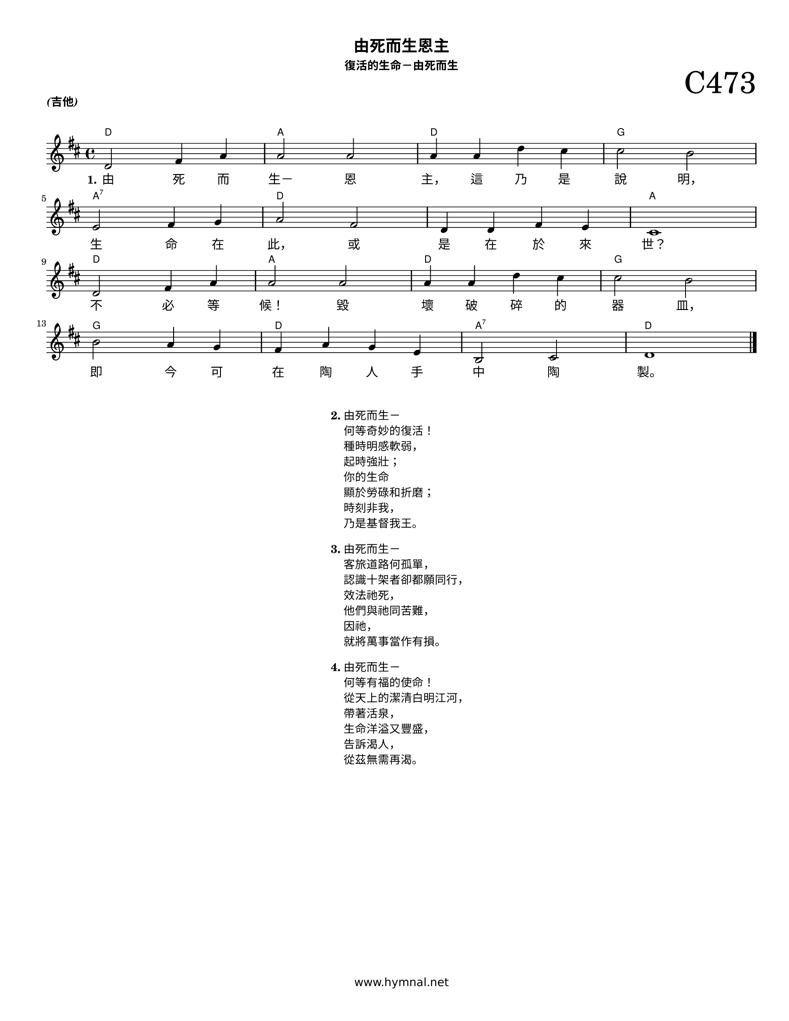 由死而生恩主
復活的生命－由死而生
C473
(吉他)
D A D G
1. 由 死 而 生－ 恩 主， 這 乃 是 說 明，
5 A7 D A
生 命 在 此， 或 是 在 於 來 世？
9 D A D G
不 必 等 候！ 毀 壞 破 碎 的 器 皿，
13 G D A7 D
即 今 可 在 陶 人 手 中 陶 製。
2. 由死而生－
何等奇妙的復活！
種時明感軟弱，
起時強壯；
你的生命
顯於勞碌和折磨；
時刻非我，
乃是基督我王。
3. 由死而生－
客旅道路何孤單，
認識十架者卻都願同行，
效法祂死，
他們與祂同苦難，
因祂，
就將萬事當作有損。
4. 由死而生－
何等有福的使命！
從天上的潔清白明江河，
帶著活泉，
生命洋溢又豐盛，
告訴渴人，
從茲無需再渴。
www.hymnal.net